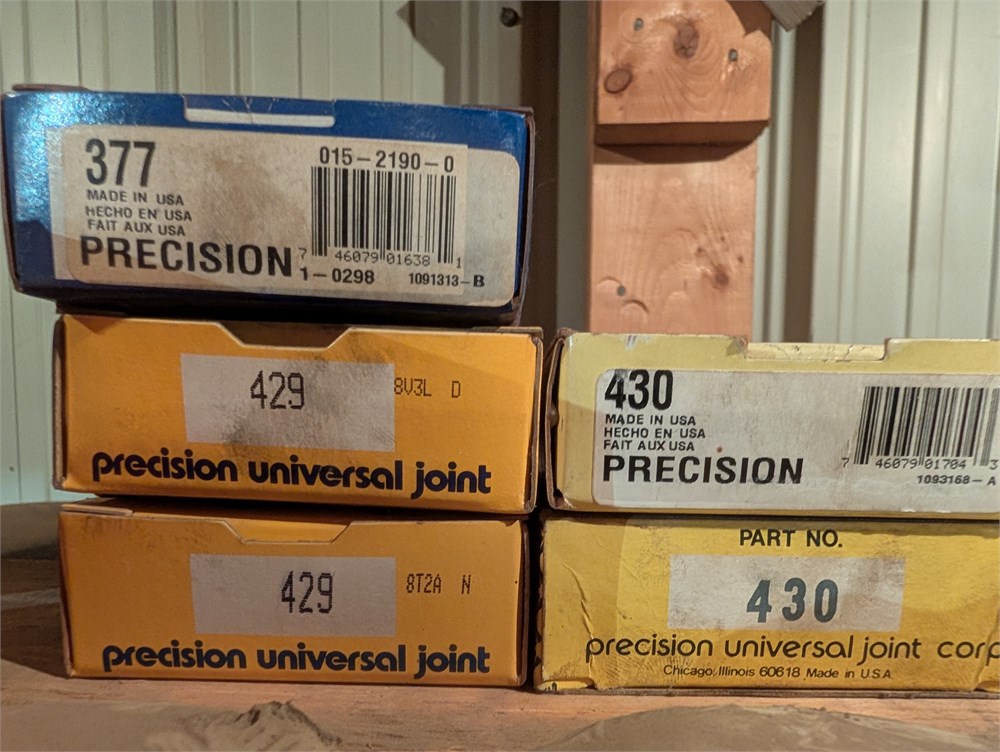 377
MADE IN USA
HECHO EN USA
FAIT AUX USA
PRECISION
015-2190-0
7 46079 01638 1
1-0298 1091313-B
429 8V3L D
precision universal joint
429 8T2A N
precision universal joint
430
MADE IN USA
HECHO EN USA
FAIT AUX USA
PRECISION
7 46079 01704 3
1093168-A
PART NO.
430
precision universal joint corp
Chicago, Illinois 60618 Made in U.S.A.